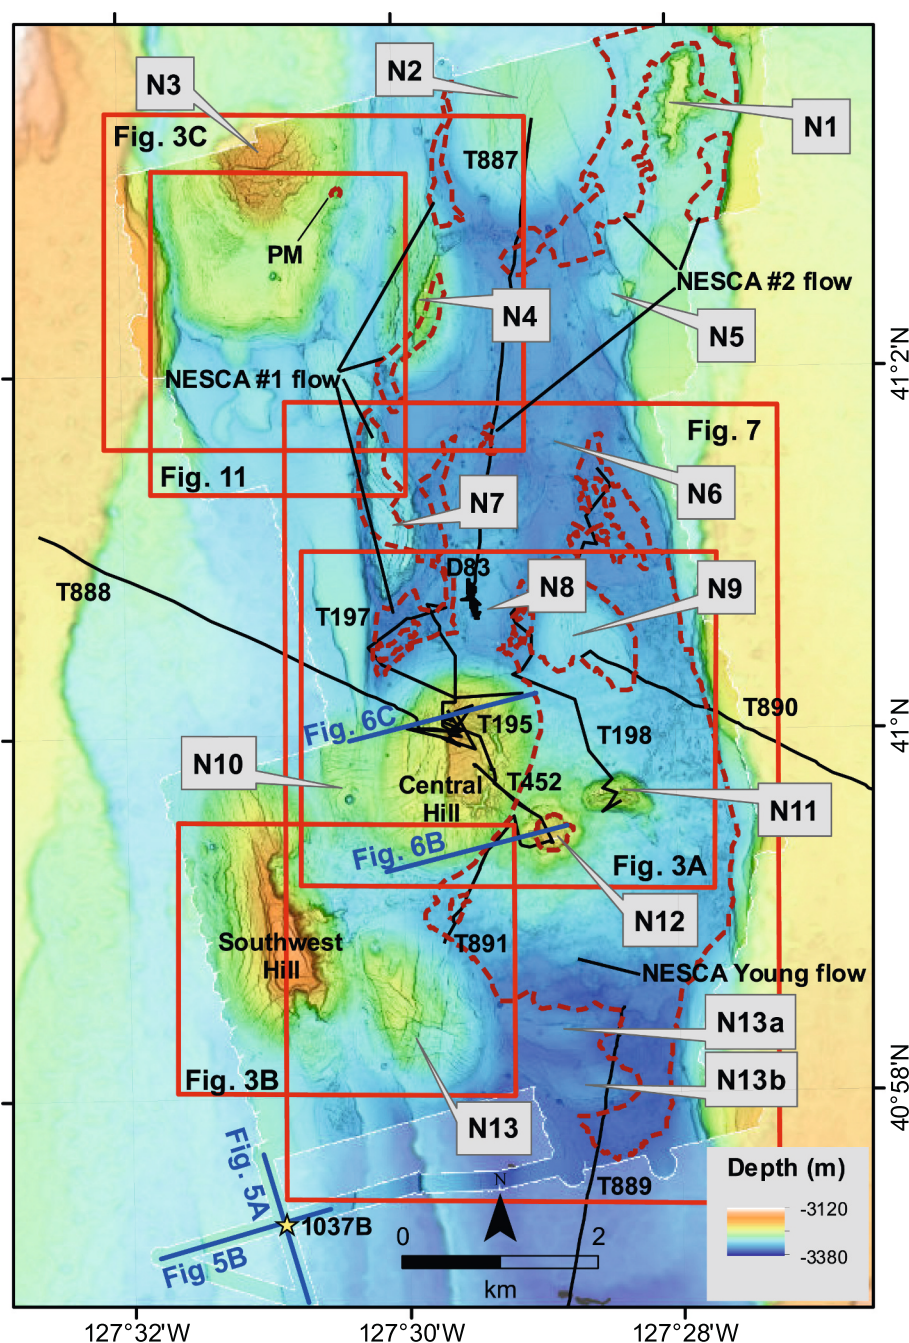 N3
N2
N1
Fig. 3C
T887
PM
NESCA #2 flow
N4
N5
41°2'N
NESCA #1 flow
Fig. 7
Fig. 11
N6
N7
D83
N8
N9
T888
T197
Fig. 6C
T195
T198
T890
41°N
N10
Central
Hill
T452
N11
Fig. 6B
Fig. 3A
N12
Southwest
Hill
T891
NESCA Young flow
N13a
Fig. 3B
N13b
40°58'N
N13
Fig. 5A
Depth (m)
N
T889
-3120
1037B
0
2
-3380
Fig 5B
km
127°32'W
127°30'W
127°28'W